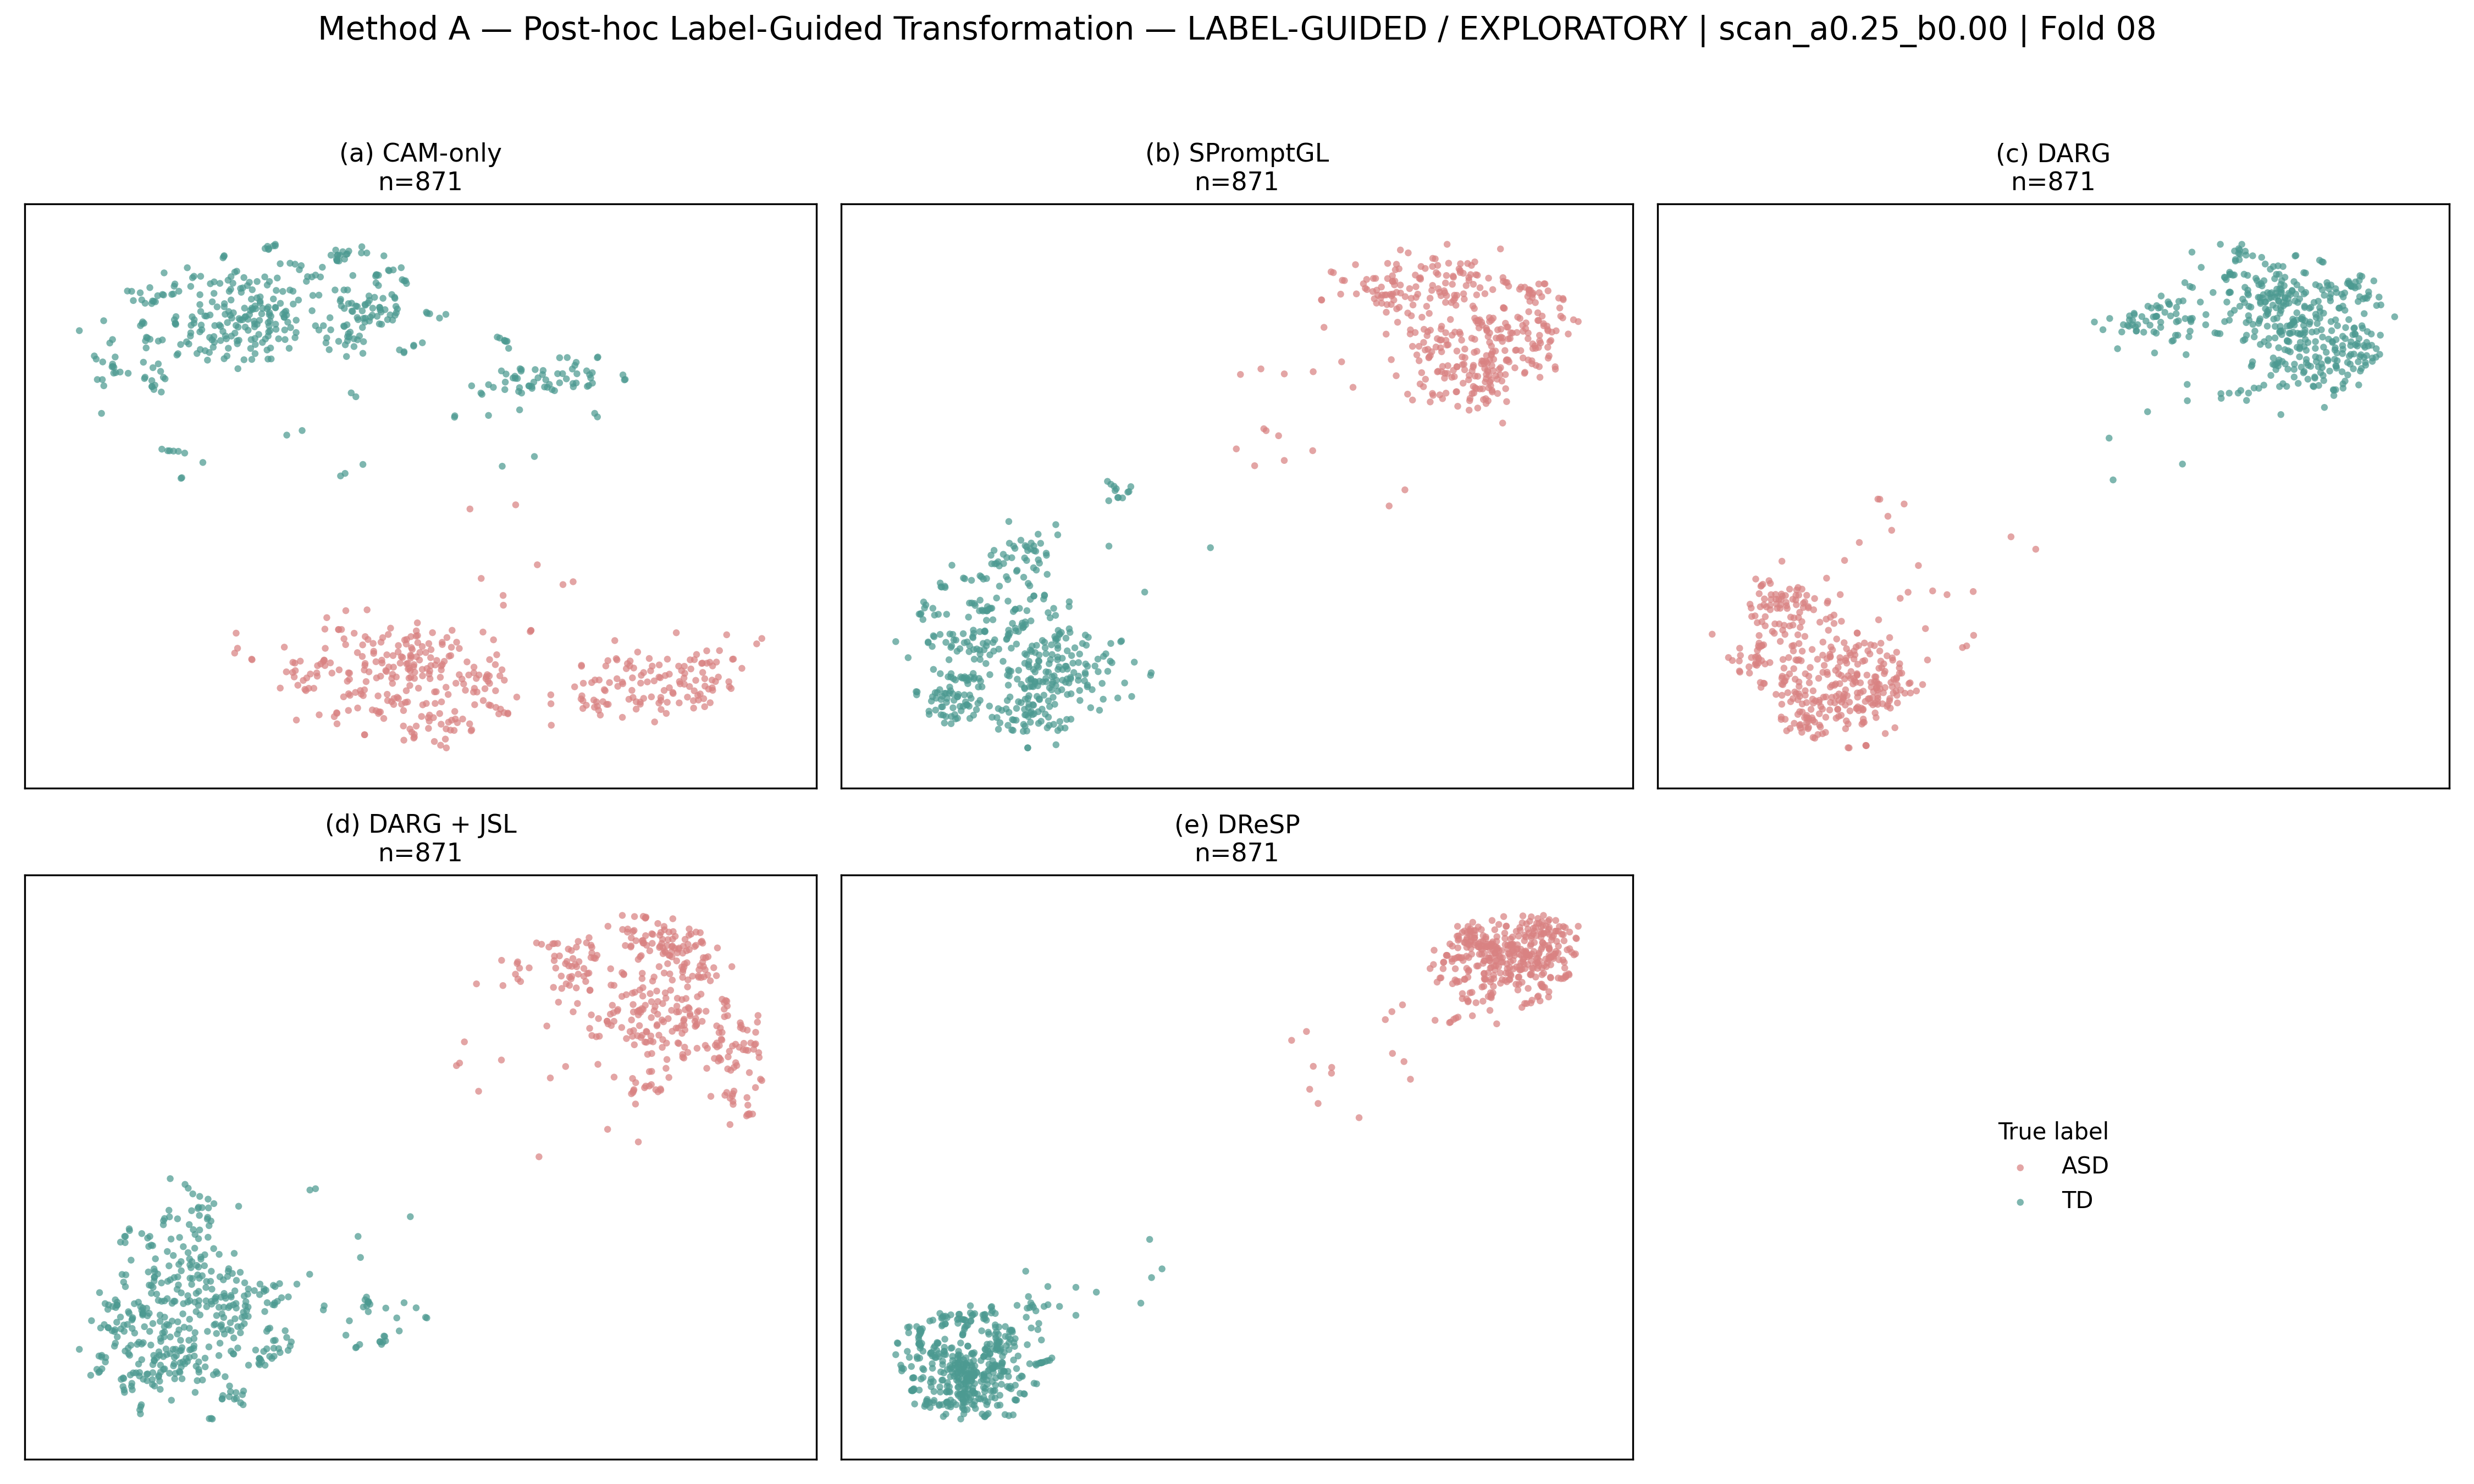 Method A — Post-hoc Label-Guided Transformation — LABEL-GUIDED / EXPLORATORY | scan_a0.25_b0.00 | Fold 08
(a) CAM-only
n=871
(b) SPromptGL
n=871
(c) DARG
n=871
(d) DARG + JSL
n=871
(e) DReSP
n=871
True label
ASD
TD